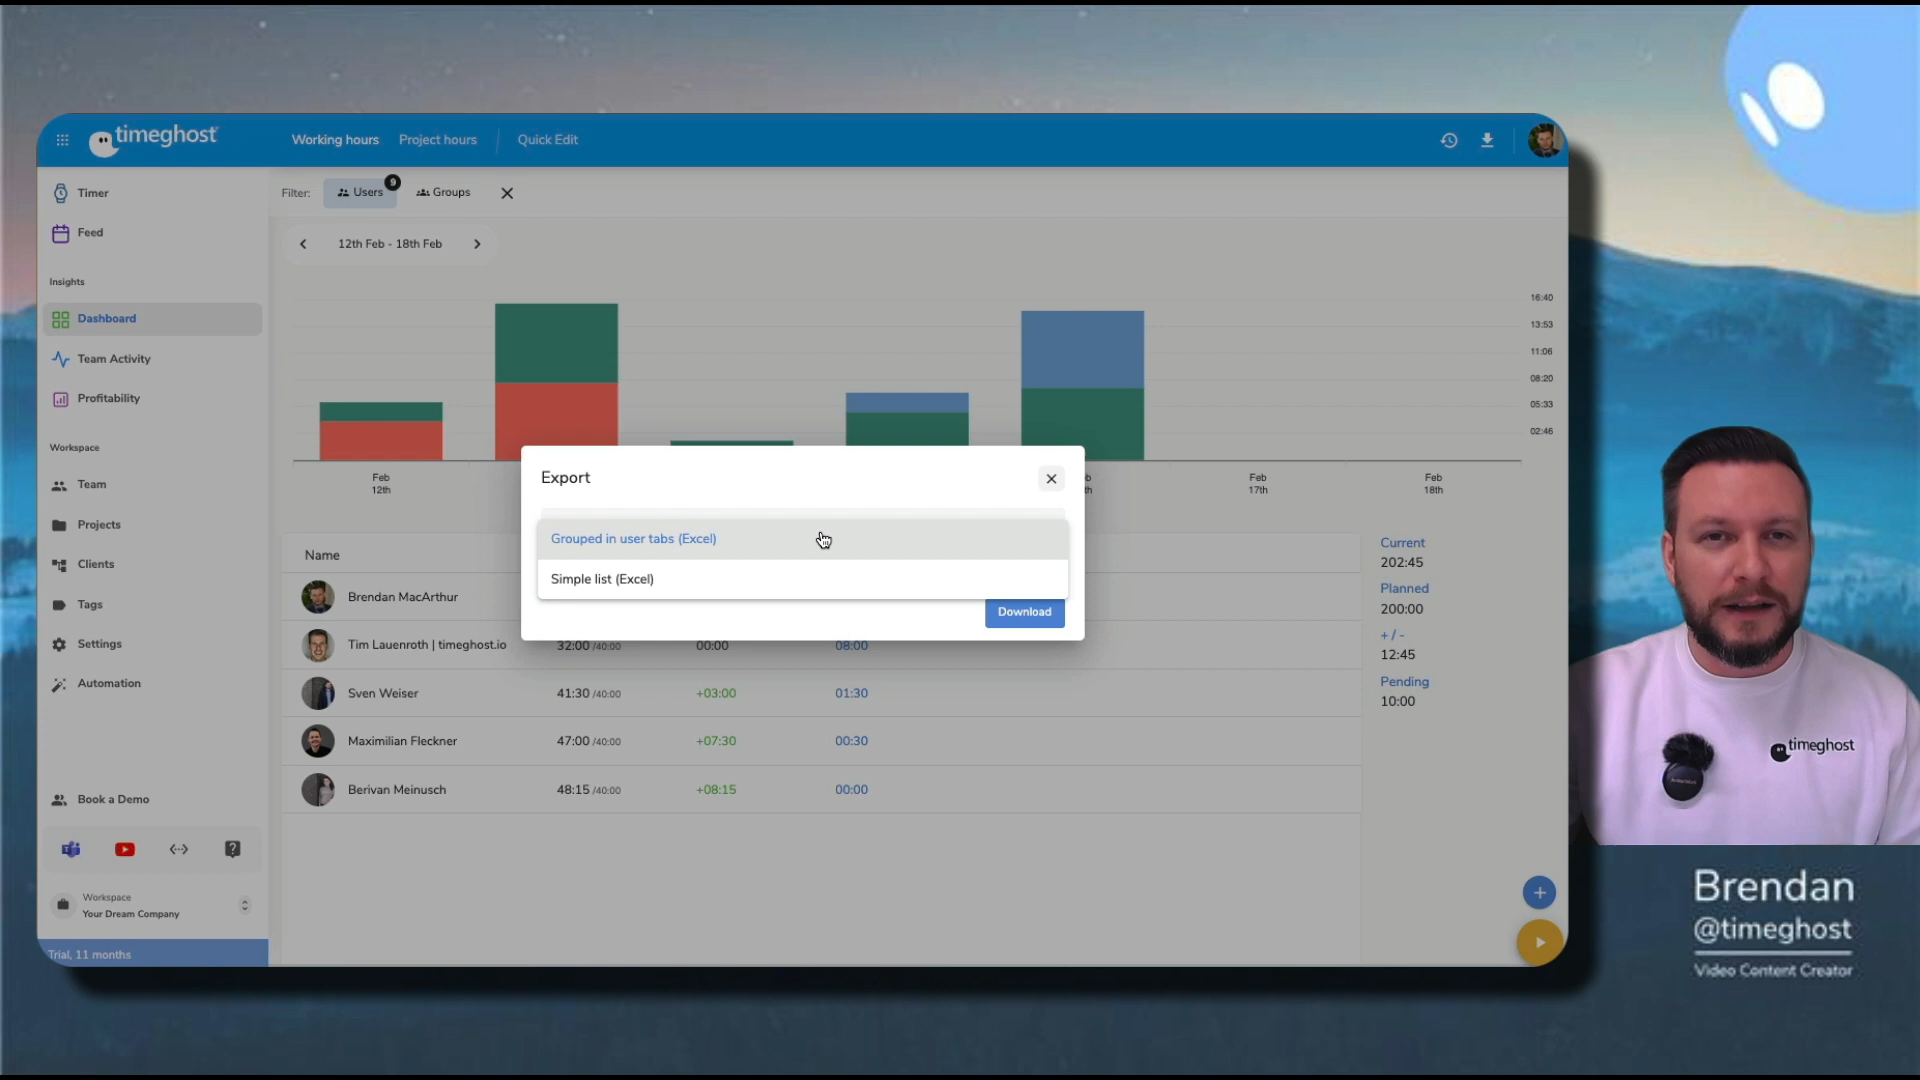 timeghost
Working hours
Project hours
Quick Edit
Timer
Feed
Insights
Dashboard
Team Activity
Profitability
Workspace
Team
Projects
Clients
Tags
Settings
Automation
Book a Demo
Workspace
Your Dream Company
Trial, 11 months
Filter:
Users
9
Groups
12th Feb - 18th Feb
16:40
13:53
11:06
08:20
05:33
02:46
Feb
12th
Feb
17th
Feb
18th
Export
Grouped in user tabs (Excel)
Simple list (Excel)
Download
Name
Brendan MacArthur
Tim Lauenroth | timeghost.io
32:00 /40:00
00:00
08:00
Sven Weiser
41:30 /40:00
+03:00
01:30
Maximilian Fleckner
47:00 /40:00
+07:30
00:30
Berivan Meinusch
48:15 /40:00
+08:15
00:00
Current
202:45
Planned
200:00
+ / -
12:45
Pending
10:00
timeghost
Brendan
@timeghost
Video Content Creator